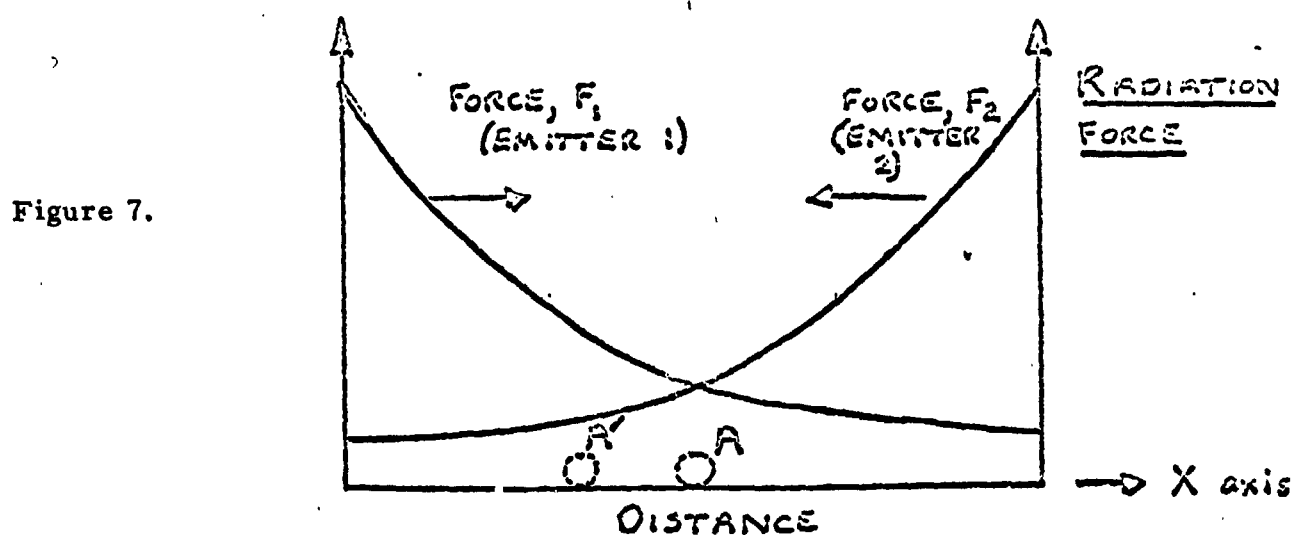 FORCE, F₁
(EMITTER 1)
FORCE, F₂
(EMITTER
2)
RADIATION
FORCE
Figure 7.
A′
A
X axis
DISTANCE